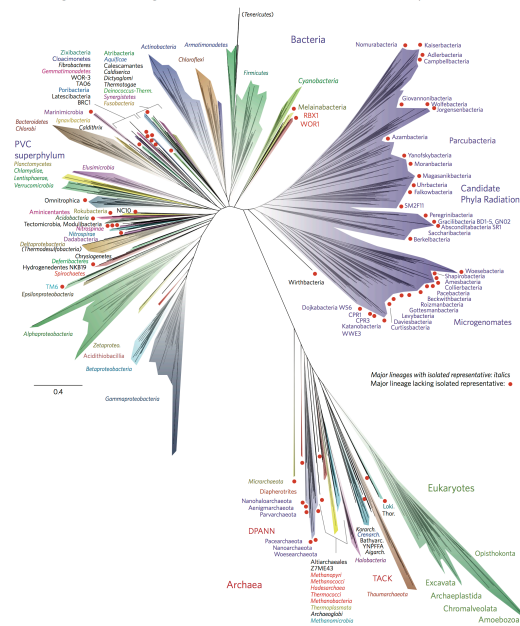 (Tenericutes)
Bacteria
Nomurabacteria
Kaiserbacteria
Adlerbacteria
Campbellbacteria
Actinobacteria
Armatimonadetes
Zixibacteria
Cloacimonetes
Fibrobacteres
Gemmatimonadetes
WOR-3
TA06
Poribacteria
Latescibacteria
BRC1
Atribacteria
Aquificae
Calescamantes
Caldiserica
Dictyoglomi
Thermotogae
Deinococcus-Therm.
Synergistetes
Fusobacteria
Chloroflexi
Firmicutes
Cyanobacteria
Melainabacteria
RBX1
WOR1
Giovannonibacteria
Wolfebacteria
Jorgensenbacteria
Marinimicrobia
Ignavibacteria
Bacteroidetes
Chlorobi
Caldithrix
Azambacteria
Parcubacteria
PVC
superphylum
Planctomycetes
Chlamydiae,
Lentisphaerae,
Verrucomicrobia
Yanofskybacteria
Moranbacteria
Elusimicrobia
Magasanikbacteria
Uhrbacteria
Falkowbacteria
Candidate
Phyla Radiation
Omnitrophica
SM2F11
Aminicentantes
Rokubacteria
NC10
Acidobacteria
Tectomicrobia, Modulibacteria
Nitrospinae
Nitrospirae
Dadabacteria
Deltaproteobacteria
(Thermodesulfobacteria)
Chrysiogenetes
Deferribacteres
Hydrogenedentes NKB19
Spirochaetes
TM6
Epsilonproteobacteria
Peregrinibacteria
Gracilibacteria BD1-5, GN02
Absconditabacteria SR1
Saccharibacteria
Berkelbacteria
Wirthbacteria
Woesebacteria
Shapirobacteria
Amesbacteria
Collierbacteria
Pacebacteria
Beckwithbacteria
Roizmanbacteria
Gottesmanbacteria
Levybacteria
Daviesbacteria
Curtissbacteria
Microgenomates
Dojkabacteria WS6
CPR1
CPR3
Katanobacteria
WWE3
Alphaproteobacteria
Zetaproteo.
Acidithiobacillia
Betaproteobacteria
Gammaproteobacteria
0.4
Major lineages with isolated representative: italics
Major lineage lacking isolated representative:
Micrarchaeota
Diapherotrites
Nanohaloarchaeota
Aenigmarchaeota
Parvarchaeota
DPANN
Pacearchaeota
Nanoarchaeota
Woesearchaeota
Eukaryotes
Loki.
Thor.
Korarch.
Crenarch.
Bathyarc.
YNPFFA
Aigarch.
Halobacteria
Altiarchaeales
Z7ME43
Methanopyri
Methanococci
Hadesarchaea
Thermococci
Methanobacteria
Thermoplasmata
Archaeoglobi
Methanomicrobia
Archaea
TACK
Thaumarchaeota
Opisthokonta
Excavata
Archaeplastida
Chromalveolata
Amoebozoa